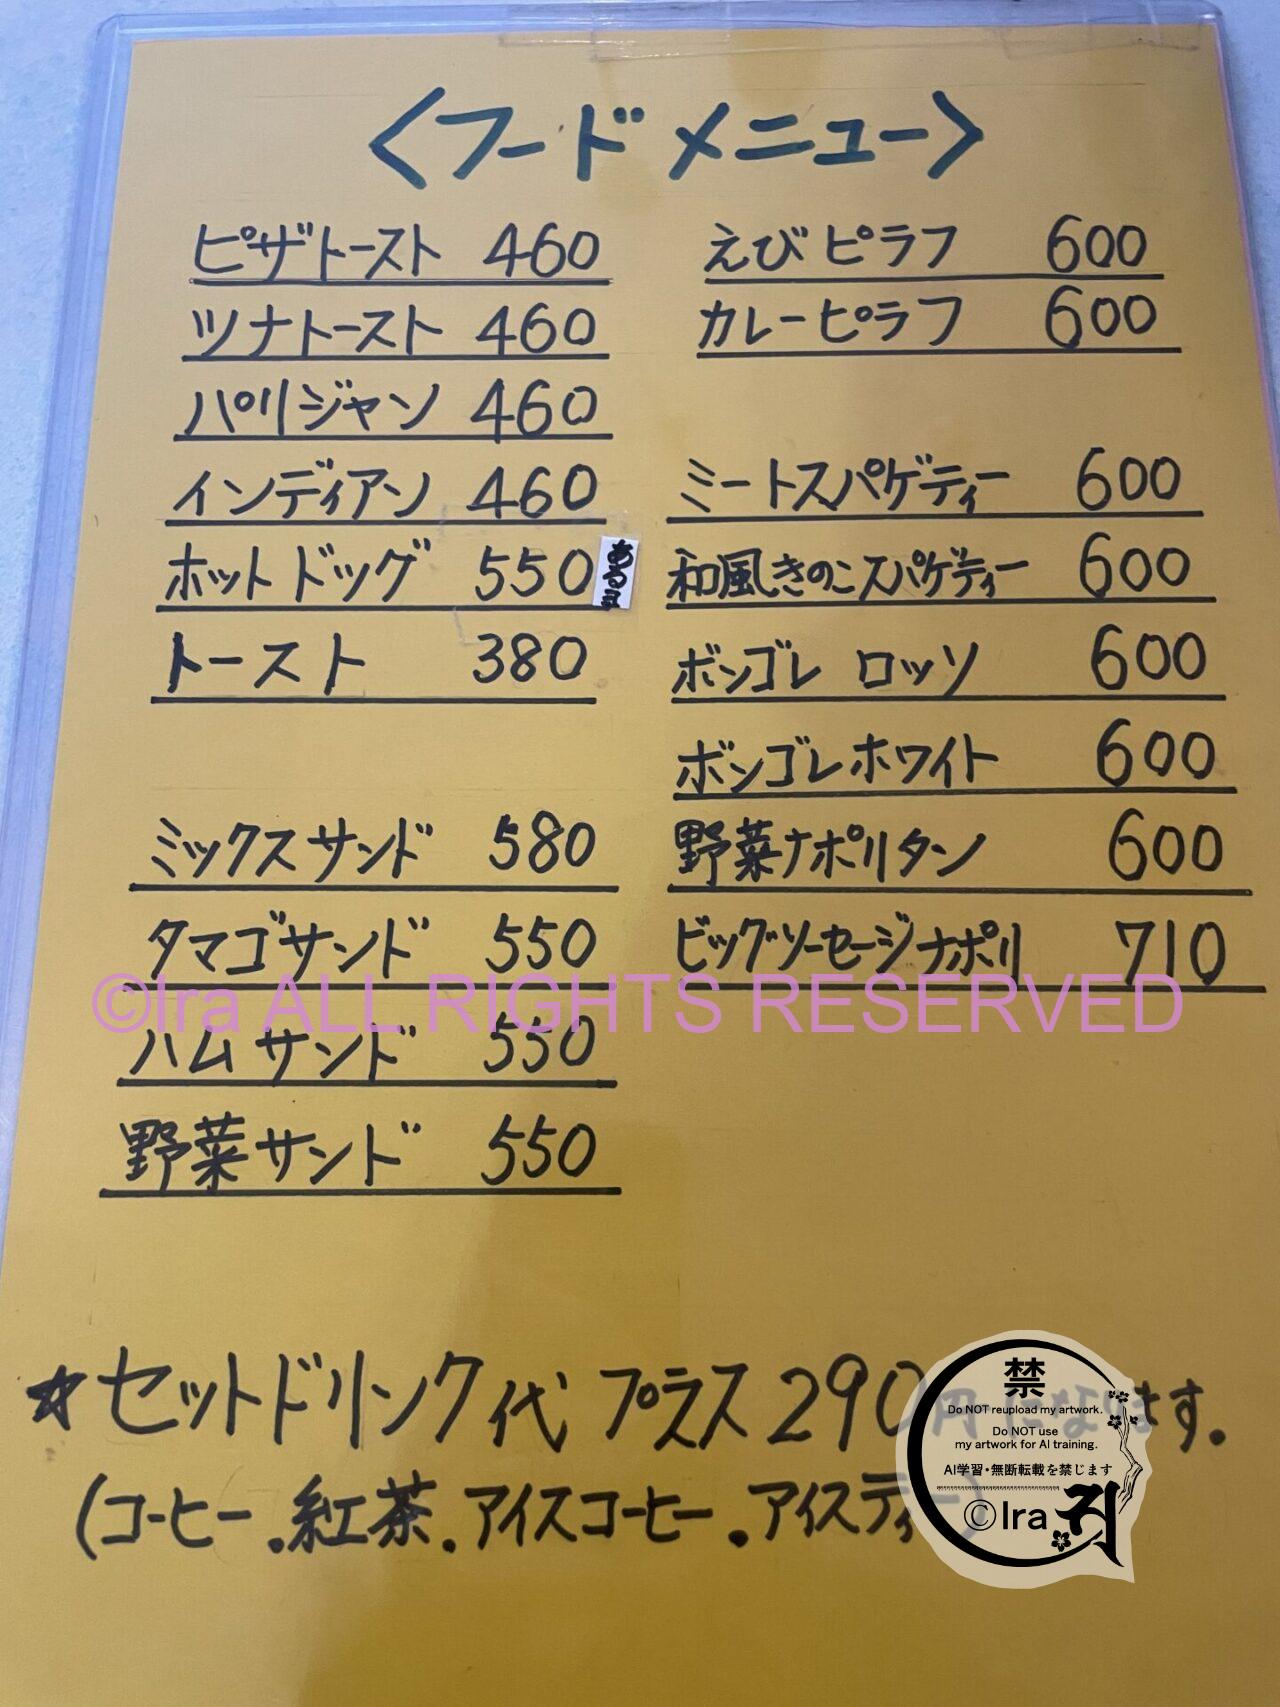 <フードメニュー>
ピザトースト 460
ツナトースト 460
パリジャン 460
インディアン 460
ホットドッグ 550
トースト 380
ミックスサンド 580
タマゴサンド 550
ハムサンド 550
野菜サンド 550
えびピラフ 600
カレーピラフ 600
ミートスパゲティー 600
和風きのこスパゲティー 600
ボンゴレ ロッソ 600
ボンゴレホワイト 600
野菜ナポリタン 600
ビッグソーセージナポリ 710
©Ira ALL RIGHTS RESERVED
☆セットドリンク代プラス290円になります。
(コーヒー.紅茶.アイスコーヒー.アイスティー)
禁
Do NOT reupload my artwork.
Do NOT use
my artwork for AI training.
AI学習・無断転載を禁じます
©Ira